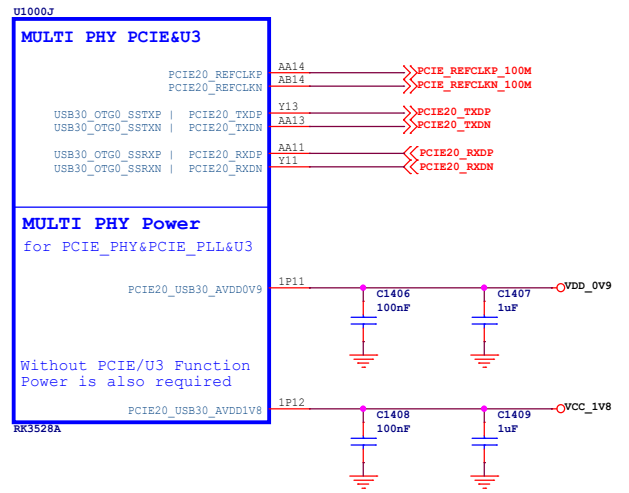 U1000J
MULTI PHY PCIE&U3
PCIE20_REFCLKP AA14 PCIE_REFCLKP_100M
PCIE20_REFCLKN AB14 PCIE_REFCLKN_100M
USB30_OTG0_SSTXP | PCIE20_TXDP Y13 PCIE20_TXDP
USB30_OTG0_SSTXN | PCIE20_TXDN AA13 PCIE20_TXDN
USB30_OTG0_SSRXP | PCIE20_RXDP AA11 PCIE20_RXDP
USB30_OTG0_SSRXN | PCIE20_RXDN Y11 PCIE20_RXDN
MULTI PHY Power
for PCIE_PHY&PCIE_PLL&U3
PCIE20_USB30_AVDD0V9 1P11 VDD_0V9
C1406 C1407
100nF 1uF
Without PCIE/U3 Function
Power is also required
PCIE20_USB30_AVDD1V8 1P12 VCC_1V8
C1408 C1409
100nF 1uF
RK3528A